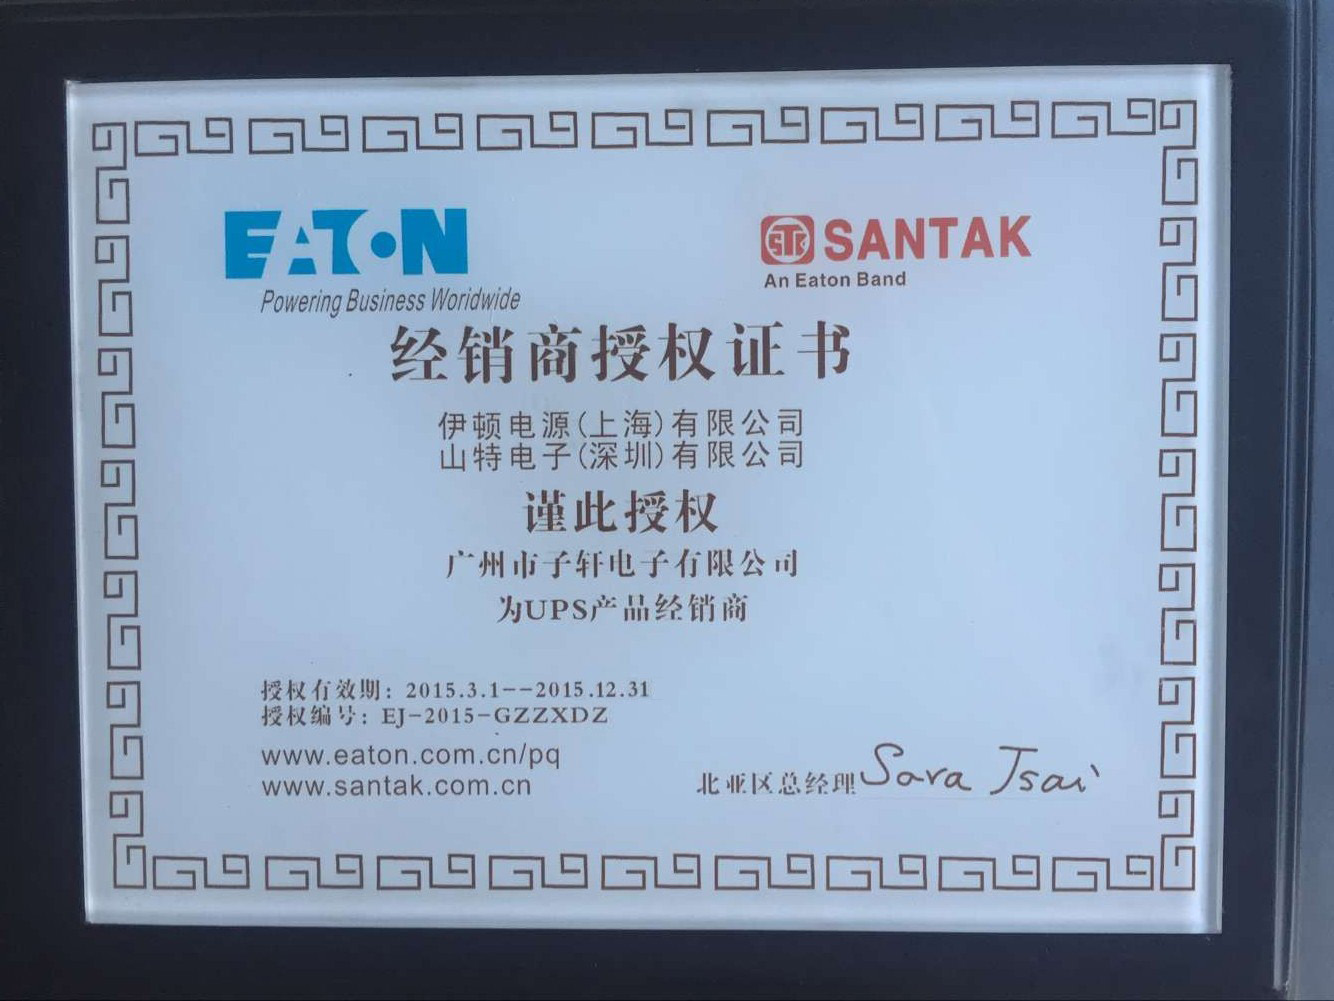 EATON
Powering Business Woridwide
STK SANTAK
An Eaton Band
经销商授权证书
伊顿电源(上海)有限公司
山特电子(深圳)有限公司
谨此授权
广州市子轩电子有限公司
为UPS产品经销商
授权有效期: 2015.3.1--2015.12.31
授权编号: EJ-2015-GZZXDZ
www.eaton.com.cn/pq
www.santak.com.cn
北亚区总经理 Sara Tsai